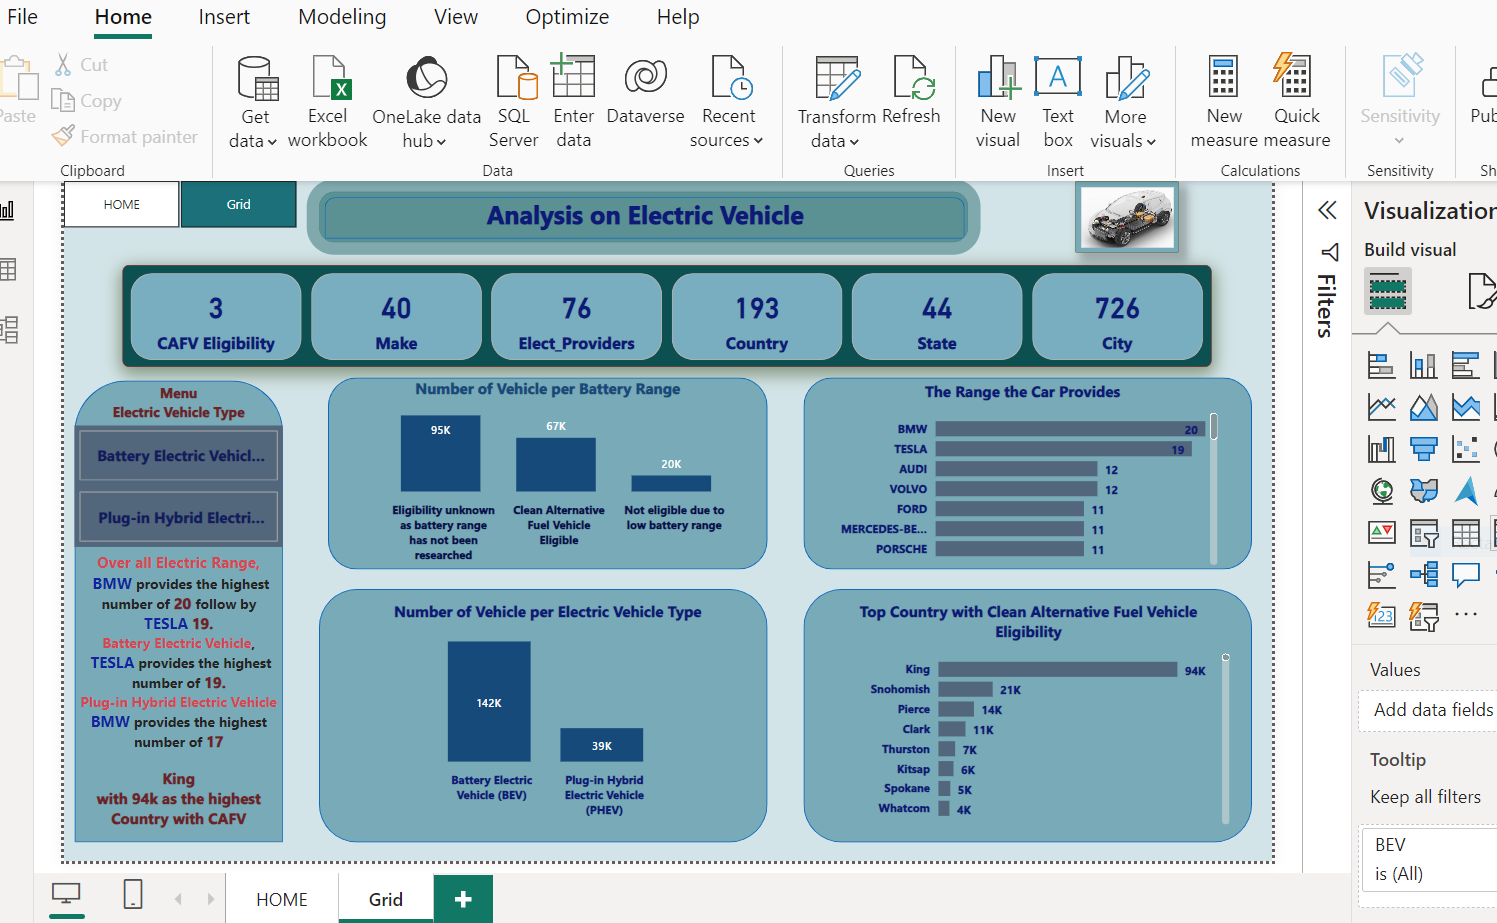 File Home Insert Modeling View Optimize Help
Cut
Copy
Format painter
Paste
Clipboard
Get data
Excel workbook
OneLake data hub
SQL Server
Enter data
Dataverse
Recent sources
Data
Transform data
Refresh
Queries
New visual
Text box
More visuals
Insert
New measure
Quick measure
Calculations
Sensitivity
Sensitivity
HOME
Grid
Analysis on Electric Vehicle
3
CAFV Eligibility
40
Make
76
Elect_Providers
193
Country
44
State
726
City
Menu
Electric Vehicle Type
Battery Electric Vehicl...
Plug-in Hybrid Electri...
Over all Electric Range,
BMW provides the highest
number of 20 follow by
TESLA 19.
Battery Electric Vehicle,
TESLA provides the highest
number of 19.
Plug-in Hybrid Electric Vehicle
BMW provides the highest
number of 17
King
with 94k as the highest
Country with CAFV
Number of Vehicle per Battery Range
95K
67K
20K
Eligibility unknown
as battery range
has not been
researched
Clean Alternative
Fuel Vehicle
Eligible
Not eligible due to
low battery range
The Range the Car Provides
BMW 20
TESLA 19
AUDI 12
VOLVO 12
FORD 11
MERCEDES-BE... 11
PORSCHE 11
Number of Vehicle per Electric Vehicle Type
142K
39K
Battery Electric
Vehicle (BEV)
Plug-in Hybrid
Electric Vehicle
(PHEV)
Top Country with Clean Alternative Fuel Vehicle
Eligibility
King 94K
Snohomish 21K
Pierce 14K
Clark 11K
Thurston 7K
Kitsap 6K
Spokane 5K
Whatcom 4K
Filters
Visualization
Build visual
123
Values
Add data fields
Tooltip
Keep all filters
BEV
is (All)
HOME
Grid